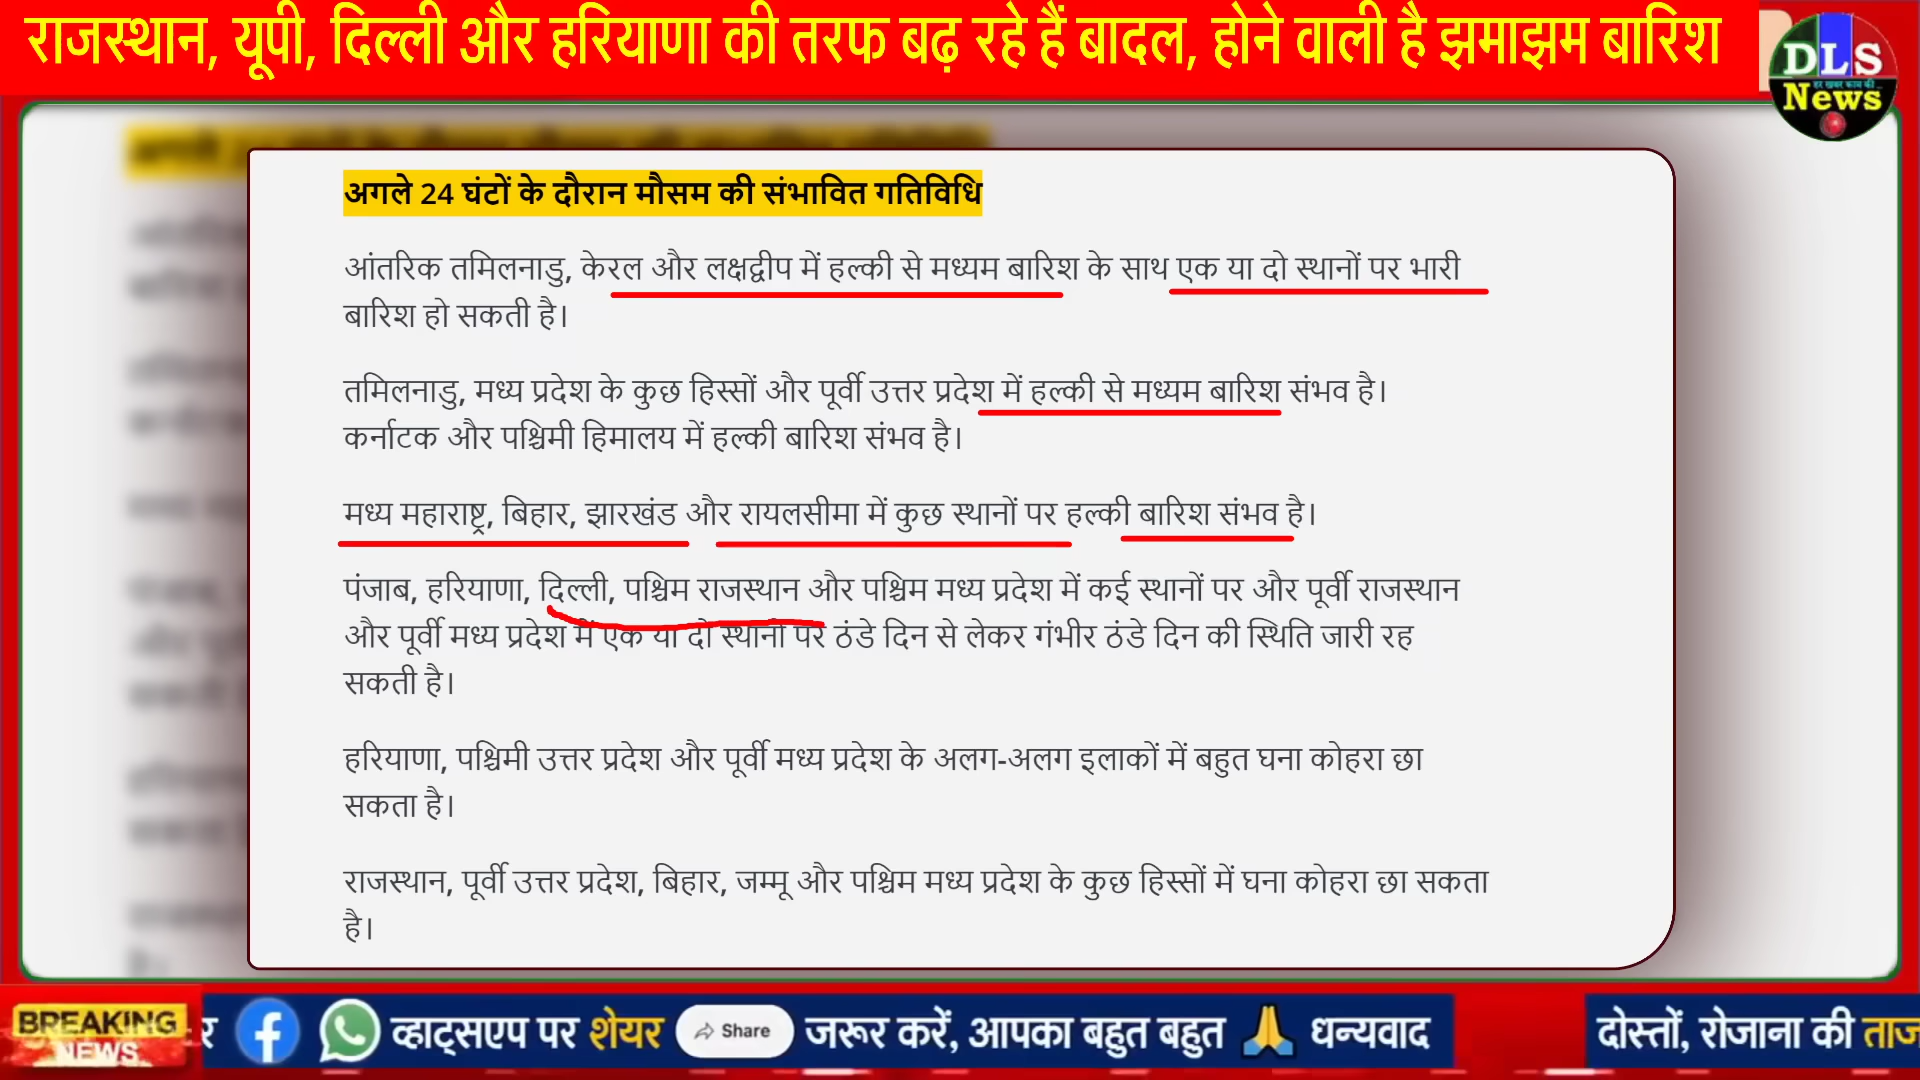 राजस्थान, यूपी, दिल्ली और हरियाणा की तरफ बढ़ रहे हैं बादल, होने वाली है झमाझम बारिश
DLS
हर खबर काम की
News
अगले 24 घंटों के दौरान मौसम की संभावित गतिविधि
आंतरिक तमिलनाडु, केरल और लक्षद्वीप में हल्की से मध्यम बारिश के साथ एक या दो स्थानों पर भारी
बारिश हो सकती है।
तमिलनाडु, मध्य प्रदेश के कुछ हिस्सों और पूर्वी उत्तर प्रदेश में हल्की से मध्यम बारिश संभव है।
कर्नाटक और पश्चिमी हिमालय में हल्की बारिश संभव है।
मध्य महाराष्ट्र, बिहार, झारखंड और रायलसीमा में कुछ स्थानों पर हल्की बारिश संभव है।
पंजाब, हरियाणा, दिल्ली, पश्चिम राजस्थान और पश्चिम मध्य प्रदेश में कई स्थानों पर और पूर्वी राजस्थान
और पूर्वी मध्य प्रदेश में एक या दो स्थानों पर ठंडे दिन से लेकर गंभीर ठंडे दिन की स्थिति जारी रह
सकती है।
हरियाणा, पश्चिमी उत्तर प्रदेश और पूर्वी मध्य प्रदेश के अलग-अलग इलाकों में बहुत घना कोहरा छा
सकता है।
राजस्थान, पूर्वी उत्तर प्रदेश, बिहार, जम्मू और पश्चिम मध्य प्रदेश के कुछ हिस्सों में घना कोहरा छा सकता
है।
BREAKING
NEWS
र व्हाट्सएप पर शेयर Share जरूर करें, आपका बहुत बहुत धन्यवाद दोस्तों, रोजाना की ताज